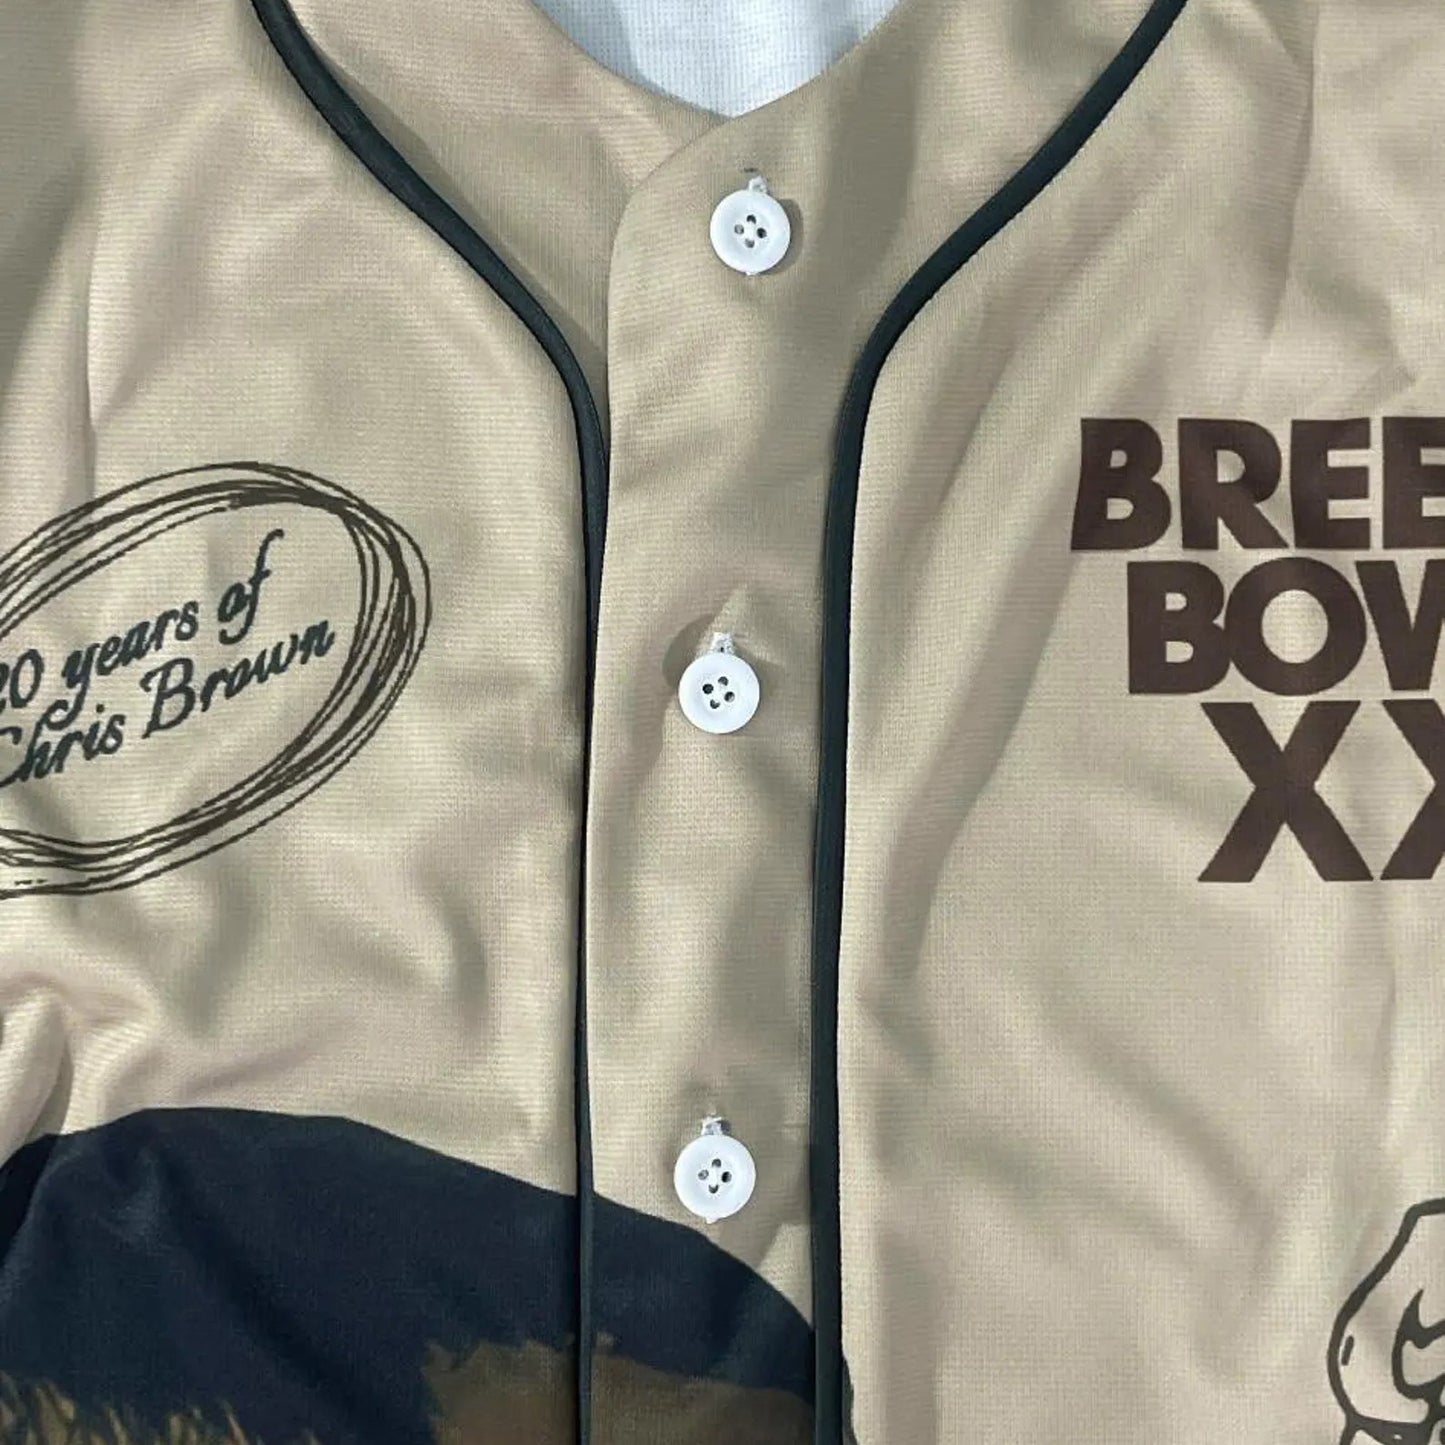 20 years of
Chris Brown
BREE
BOW
XX